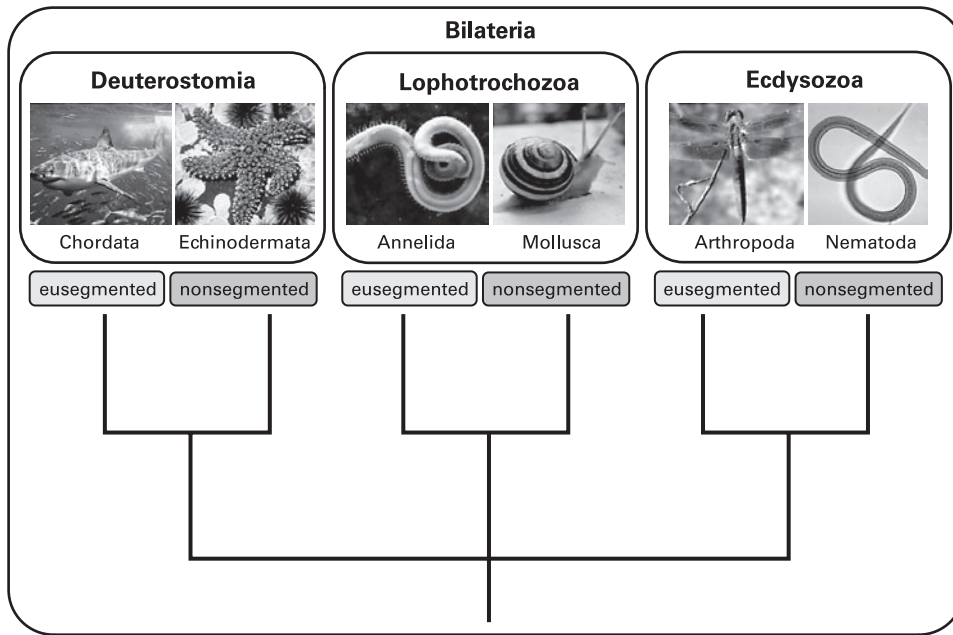 Bilateria
Deuterostomia
Lophotrochozoa
Ecdysozoa
Chordata
Echinodermata
Annelida
Mollusca
Arthropoda
Nematoda
eusegmented
nonsegmented
eusegmented
nonsegmented
eusegmented
nonsegmented